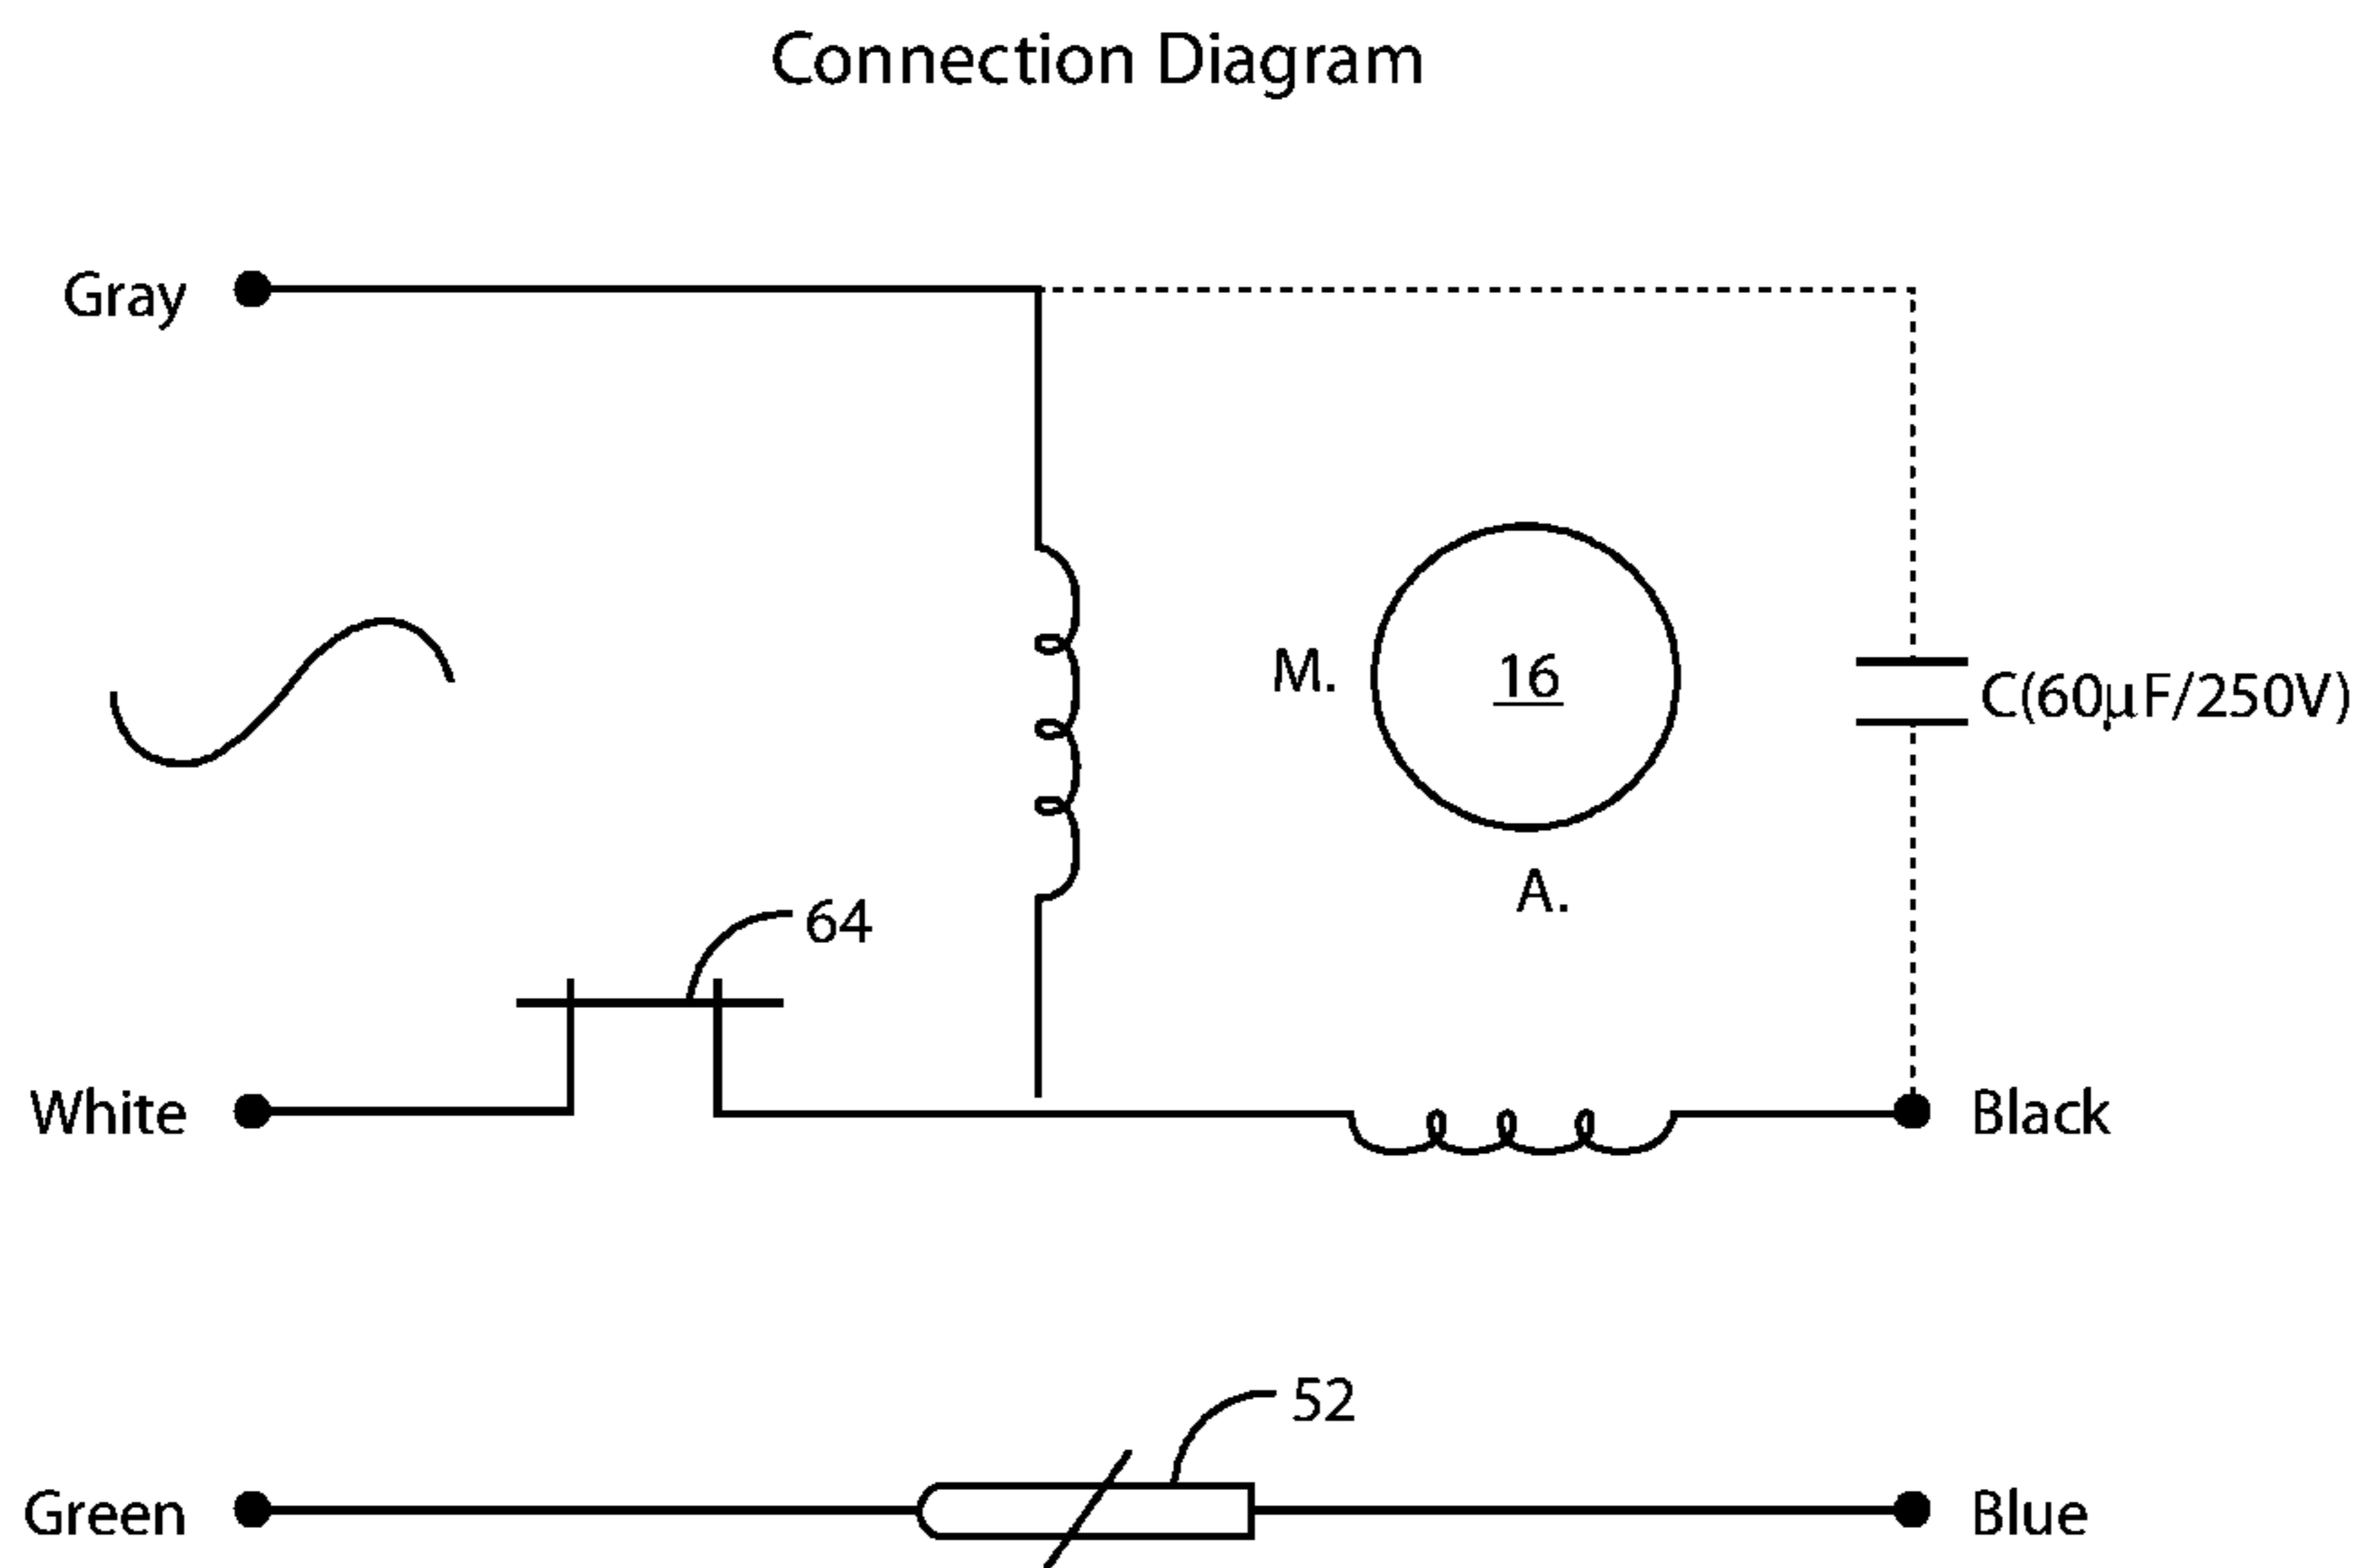 Connection Diagram
Gray
M.
16
C(60μF/250V)
A.
64
White
Black
52
Green
Blue